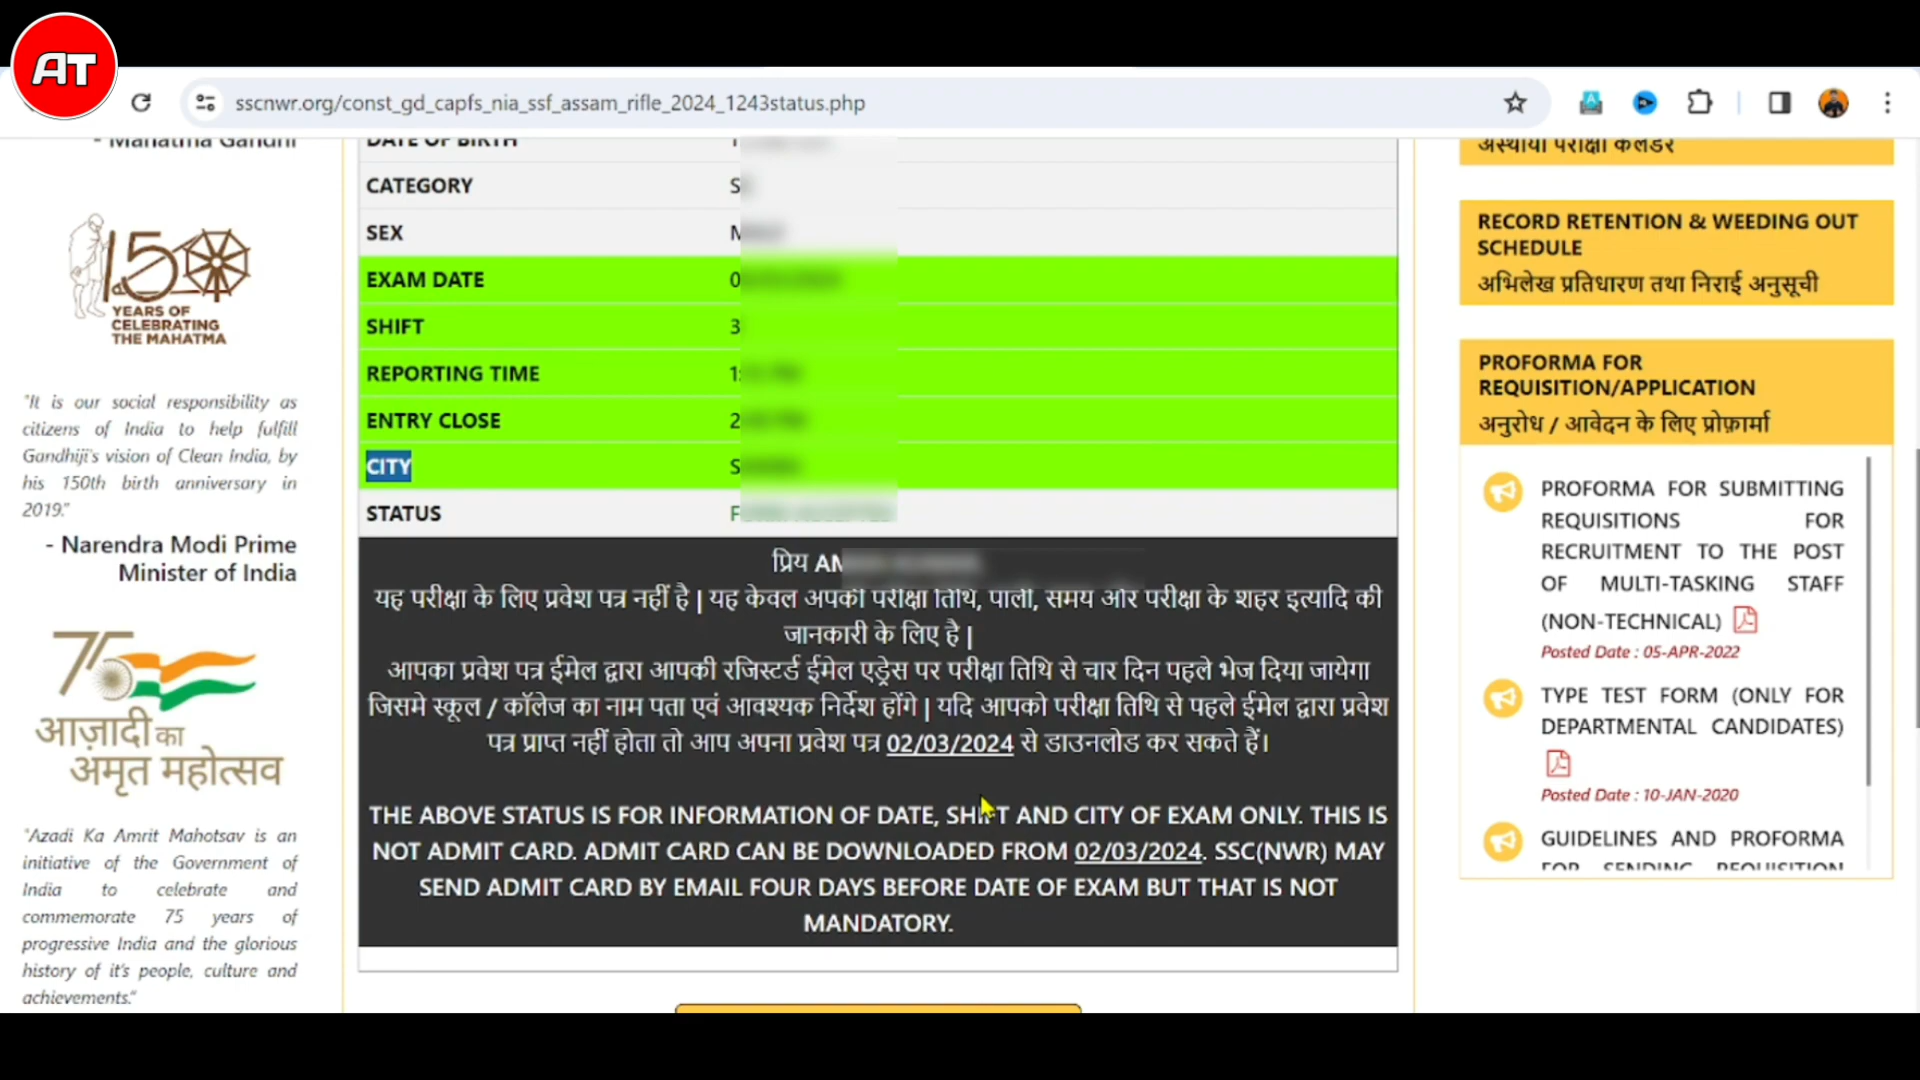 AT
sscnwr.org/const_gd_capfs_nia_ssf_assam_rifle_2024_1243status.php
- Mahatma Gandhi
150
YEARS OF
CELEBRATING
THE MAHATMA
"It is our social responsibility as
citizens of India to help fulfill
Gandhiji's vision of Clean India, by
his 150th birth anniversary in
2019."
- Narendra Modi Prime
Minister of India
75
आज़ादी का
अमृत महोत्सव
"Azadi Ka Amrit Mahotsav is an
initiative of the Government of
India to celebrate and
commemorate 75 years of
progressive India and the glorious
history of it's people, culture and
achievements."
DATE OF BIRTH
CATEGORY
SEX
EXAM DATE
SHIFT 3
REPORTING TIME
ENTRY CLOSE
CITY
STATUS
प्रिय
यह परीक्षा के लिए प्रवेश पत्र नहीं है | यह केवल अपकी परीक्षा तिथि, पाली, समय और परीक्षा के शहर इत्यादि की
जानकारी के लिए है |
आपका प्रवेश पत्र ईमेल द्वारा आपकी रजिस्टर्ड ईमेल एड्रेस पर परीक्षा तिथि से चार दिन पहले भेज दिया जायेगा
जिसमे स्कूल / कॉलेज का नाम पता एवं आवश्यक निर्देश होंगे | यदि आपको परीक्षा तिथि से पहले ईमेल द्वारा प्रवेश
पत्र प्राप्त नहीं होता तो आप अपना प्रवेश पत्र 02/03/2024 से डाउनलोड कर सकते हैं।
THE ABOVE STATUS IS FOR INFORMATION OF DATE, SHIFT AND CITY OF EXAM ONLY. THIS IS
NOT ADMIT CARD. ADMIT CARD CAN BE DOWNLOADED FROM 02/03/2024. SSC(NWR) MAY
SEND ADMIT CARD BY EMAIL FOUR DAYS BEFORE DATE OF EXAM BUT THAT IS NOT
MANDATORY.
अस्थायी परीक्षा कैलेंडर
RECORD RETENTION & WEEDING OUT
SCHEDULE
अभिलेख प्रतिधारण तथा निराई अनुसूची
PROFORMA FOR
REQUISITION/APPLICATION
अनुरोध / आवेदन के लिए प्रोफ़ार्मा
PROFORMA FOR SUBMITTING
REQUISITIONS FOR
RECRUITMENT TO THE POST
OF MULTI-TASKING STAFF
(NON-TECHNICAL)
Posted Date : 05-APR-2022
TYPE TEST FORM (ONLY FOR
DEPARTMENTAL CANDIDATES)
Posted Date : 10-JAN-2020
GUIDELINES AND PROFORMA
FOR SENDING REQUISITION